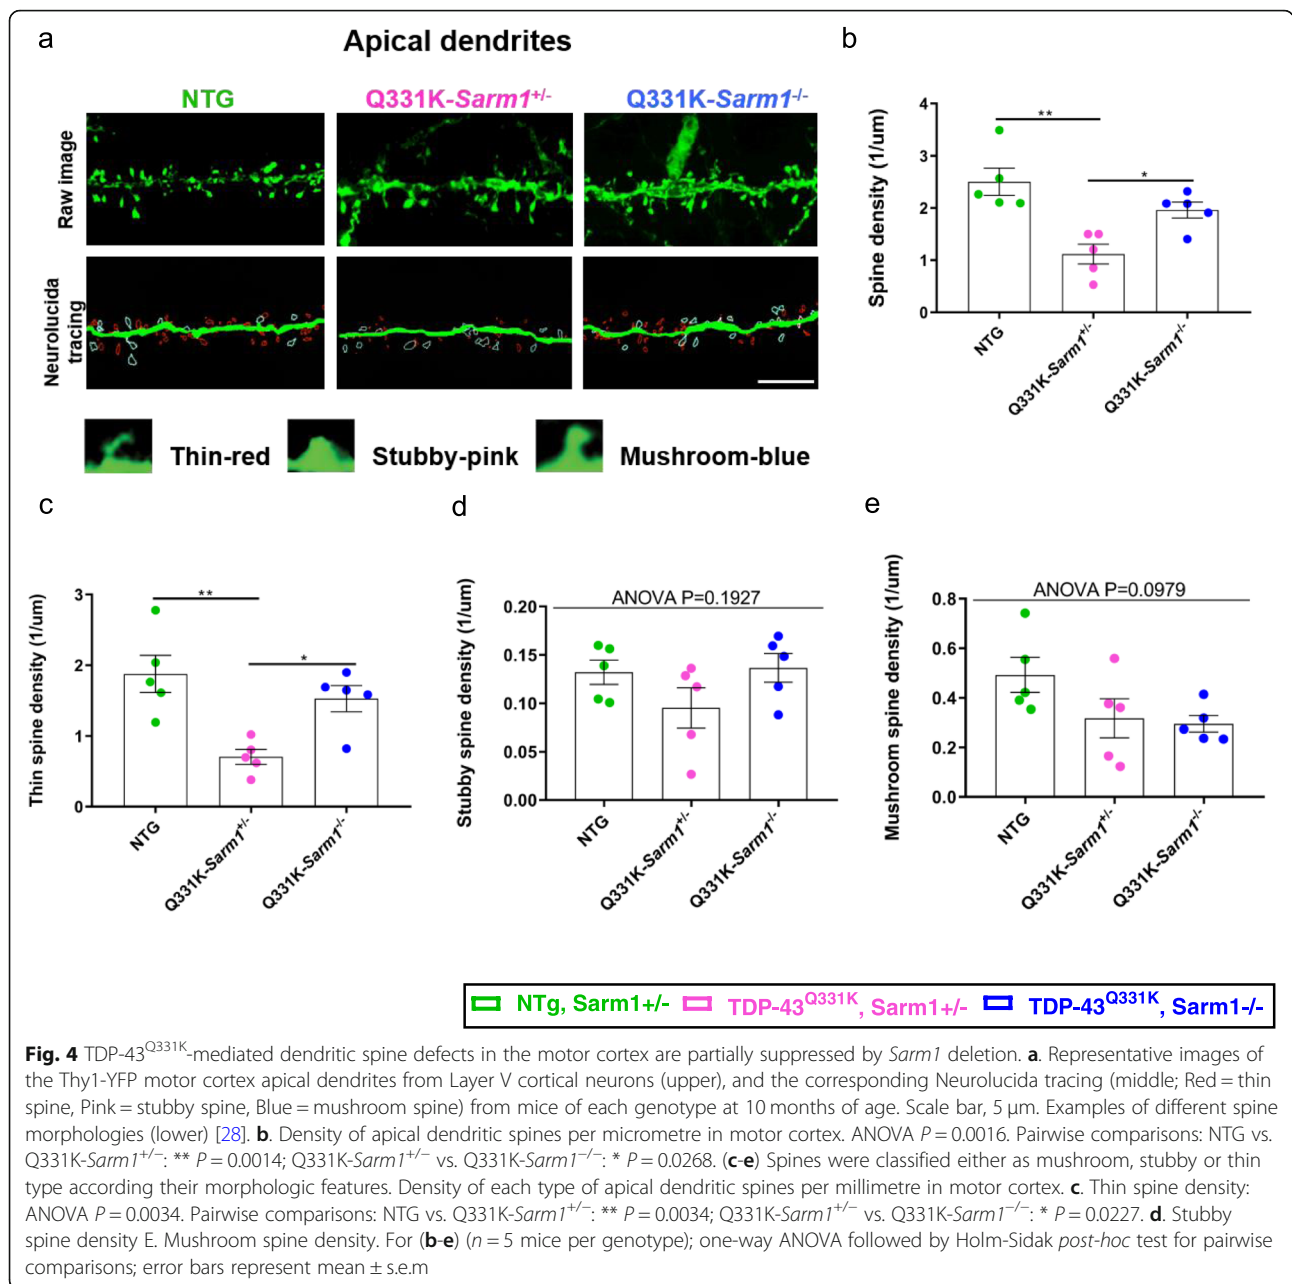 a
Apical dendrites
NTG
Q331K-Sarm1+/-
Q331K-Sarm1-/-
Raw image
Neurolucida
tracing
Thin-red
Stubby-pink
Mushroom-blue
b
Spine density (1/um)
4
3
2
1
0
**
*
NTG
Q331K-Sarm1+/-
Q331K-Sarm1-/-
c
Thin spine density (1/um)
3
2
1
0
**
*
NTG
Q331K-Sarm1+/-
Q331K-Sarm1-/-
d
Stubby spine density (1/um)
ANOVA P=0.1927
0.20
0.15
0.10
0.05
0.00
NTG
Q331K-Sarm1+/-
Q331K-Sarm1-/-
e
Mushroom spine density (1/um)
ANOVA P=0.0979
0.8
0.6
0.4
0.2
0.0
NTG
Q331K-Sarm1+/-
Q331K-Sarm1-/-
NTg, Sarm1+/- TDP-43Q331K, Sarm1+/- TDP-43Q331K, Sarm1-/-
Fig. 4 TDP-43Q331K-mediated dendritic spine defects in the motor cortex are partially suppressed by Sarm1 deletion. a. Representative images of
the Thy1-YFP motor cortex apical dendrites from Layer V cortical neurons (upper), and the corresponding Neurolucida tracing (middle; Red = thin
spine, Pink = stubby spine, Blue = mushroom spine) from mice of each genotype at 10 months of age. Scale bar, 5 μm. Examples of different spine
morphologies (lower) [28]. b. Density of apical dendritic spines per micrometre in motor cortex. ANOVA P = 0.0016. Pairwise comparisons: NTG vs.
Q331K-Sarm1+/−: ** P = 0.0014; Q331K-Sarm1+/− vs. Q331K-Sarm1−/−: * P = 0.0268. (c-e) Spines were classified either as mushroom, stubby or thin
type according their morphologic features. Density of each type of apical dendritic spines per millimetre in motor cortex. c. Thin spine density:
ANOVA P = 0.0034. Pairwise comparisons: NTG vs. Q331K-Sarm1+/−: ** P = 0.0034; Q331K-Sarm1+/− vs. Q331K-Sarm1−/−: * P = 0.0227. d. Stubby
spine density E. Mushroom spine density. For (b-e) (n = 5 mice per genotype); one-way ANOVA followed by Holm-Sidak post-hoc test for pairwise
comparisons; error bars represent mean ± s.e.m